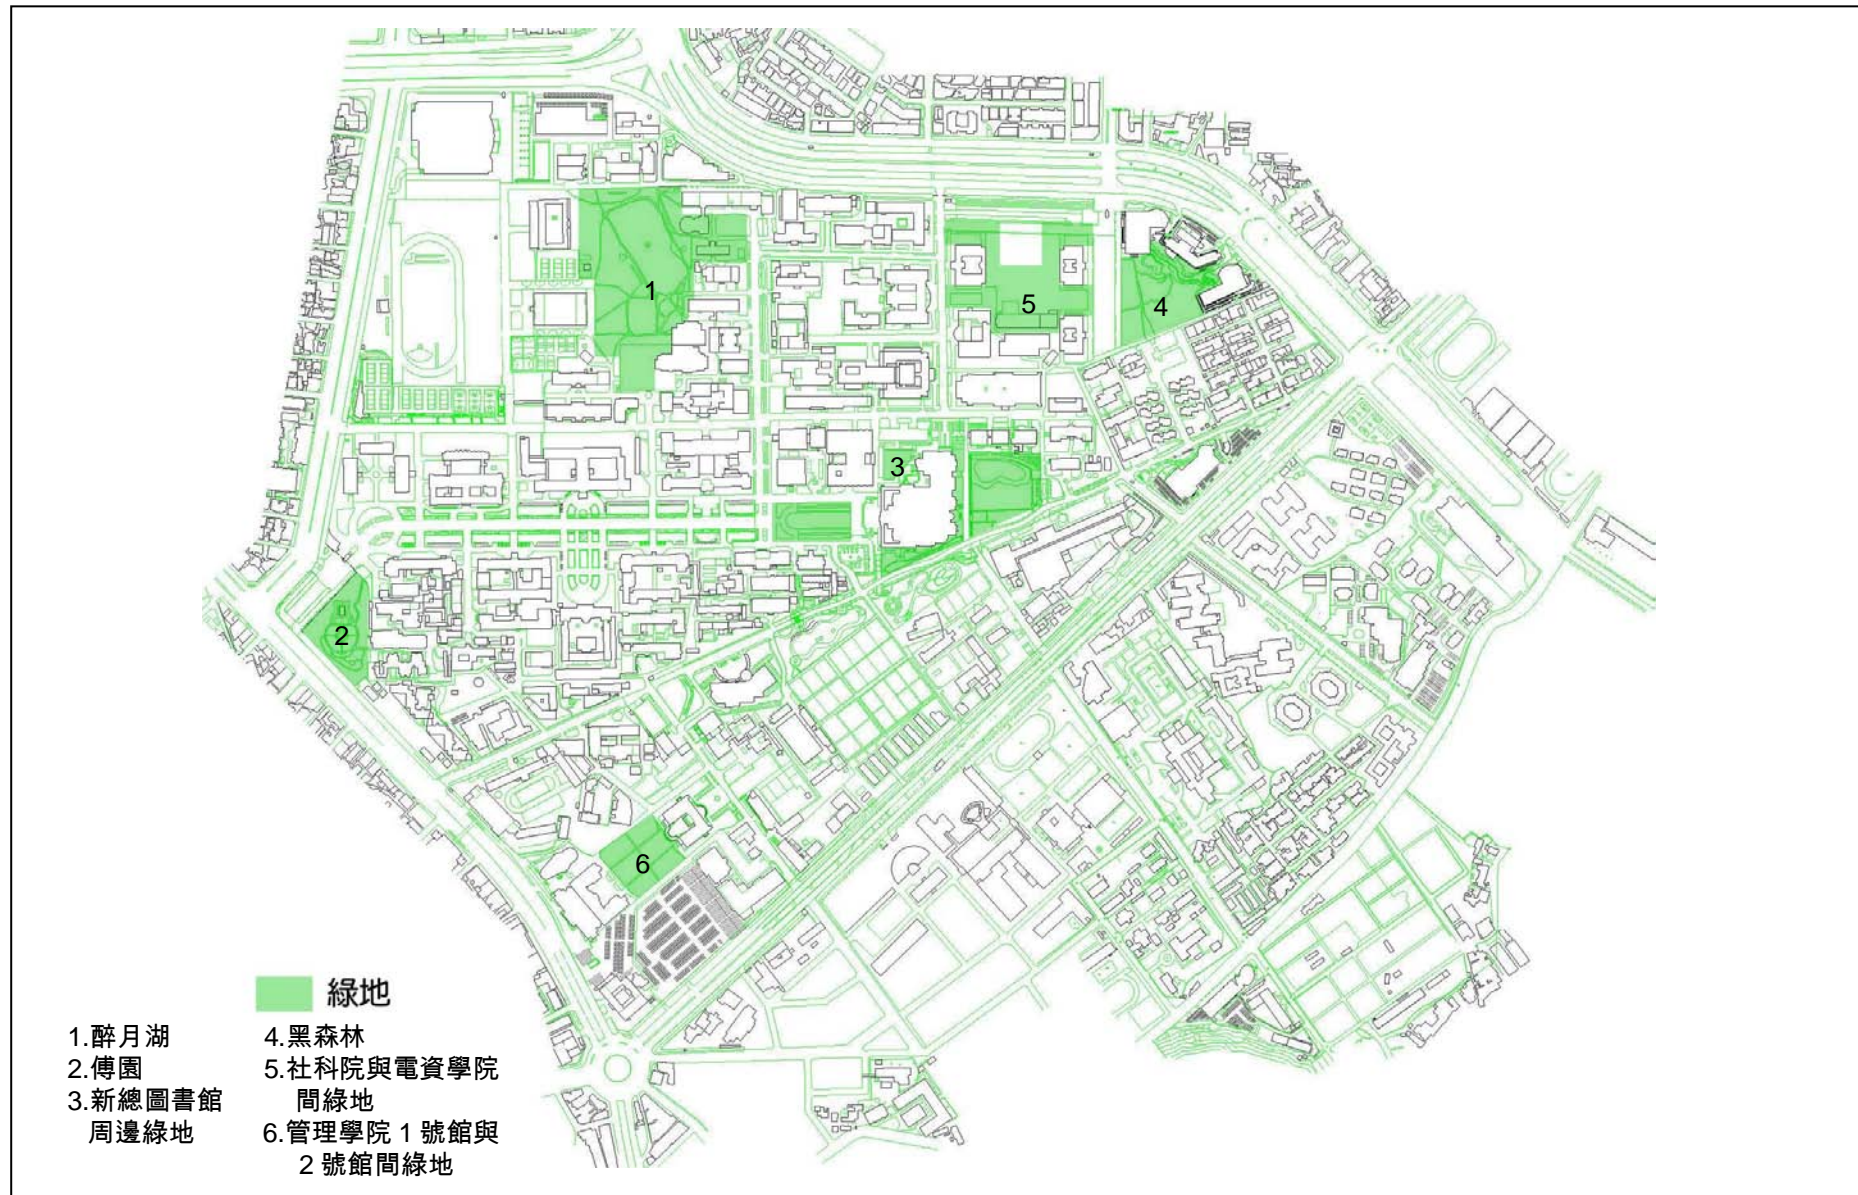 1
5
4
3
2
6
綠地
1.醉月湖
2.傅園
3.新總圖書館
周邊綠地
4.黑森林
5.社科院與電資學院
間綠地
6.管理學院 1 號館與
2 號館間綠地